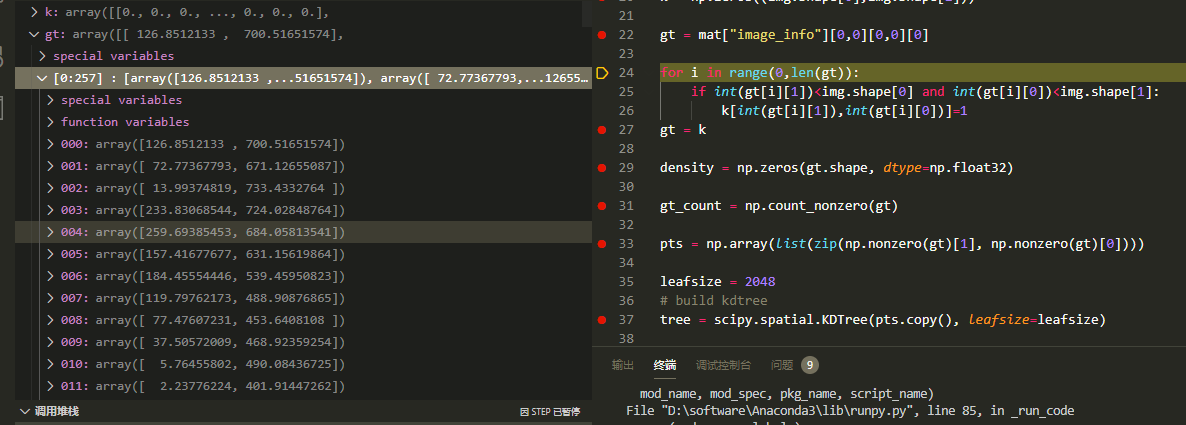 k: array([[0., 0., 0., ..., 0., 0., 0.],
gt: array([[ 126.8512133 ,  700.51651574],
special variables
[0:257] : [array([126.8512133 ,...51651574]), array([ 72.77367793,...12655...
special variables
function variables
000: array([126.8512133 , 700.51651574])
001: array([ 72.77367793, 671.12655087])
002: array([ 13.99374819, 733.4332764 ])
003: array([233.83068544, 724.02848764])
004: array([259.69385453, 684.05813541])
005: array([157.41677677, 631.15619864])
006: array([184.45554446, 539.45950823])
007: array([119.79762173, 488.90876865])
008: array([ 77.47607231, 453.6408108 ])
009: array([ 37.50572009, 468.92359254])
010: array([  5.76455802, 490.08436725])
011: array([  2.23776224, 401.91447262])
调用堆栈
因 STEP 已暂停
21
22 gt = mat["image_info"][0,0][0,0][0]
23
24 for i in range(0,len(gt)):
25     if int(gt[i][1])<img.shape[0] and int(gt[i][0])<img.shape[1]:
26         k[int(gt[i][1]),int(gt[i][0])]=1
27 gt = k
28
29 density = np.zeros(gt.shape, dtype=np.float32)
30
31 gt_count = np.count_nonzero(gt)
32
33 pts = np.array(list(zip(np.nonzero(gt)[1], np.nonzero(gt)[0])))
34
35 leafsize = 2048
36 # build kdtree
37 tree = scipy.spatial.KDTree(pts.copy(), leafsize=leafsize)
38
输出 终端 调试控制台 问题 9
mod_name, mod_spec, pkg_name, script_name)
File "D:\software\Anaconda3\lib\runpy.py", line 85, in _run_code